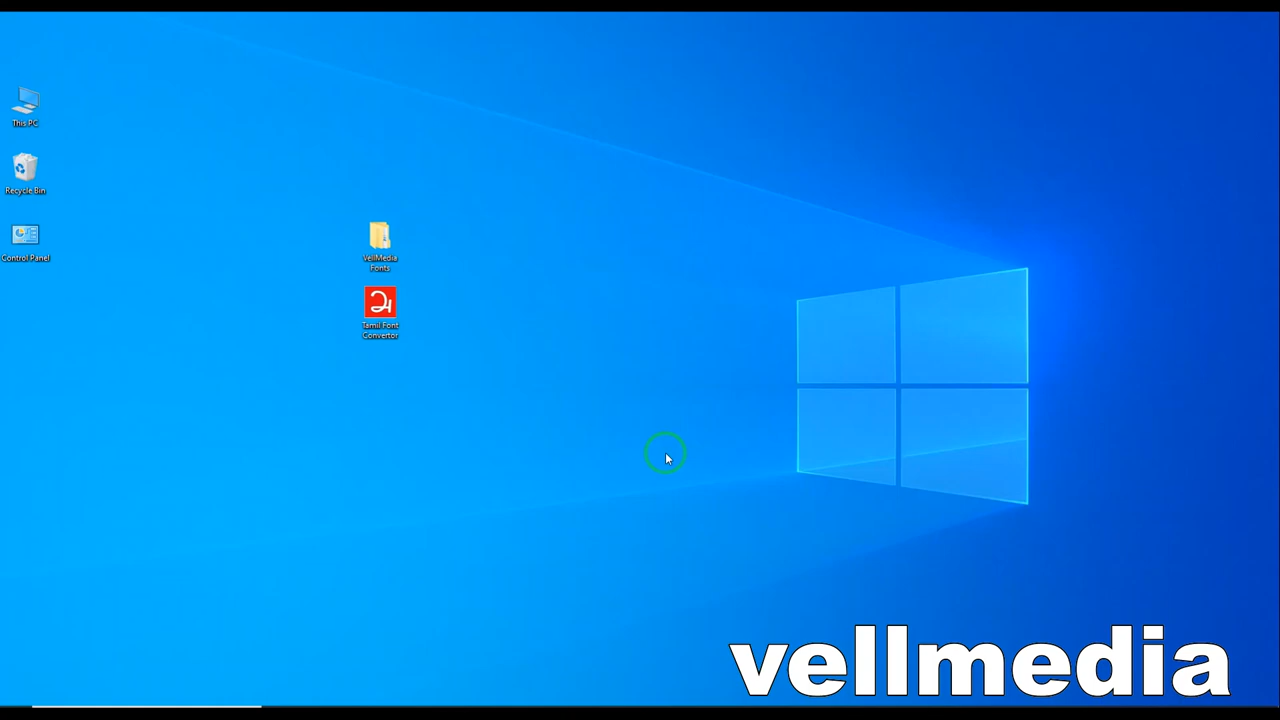 This PC
Recycle Bin
Control Panel
VellMedia
Fonts
Tamil Font
Convertor
vellmedia